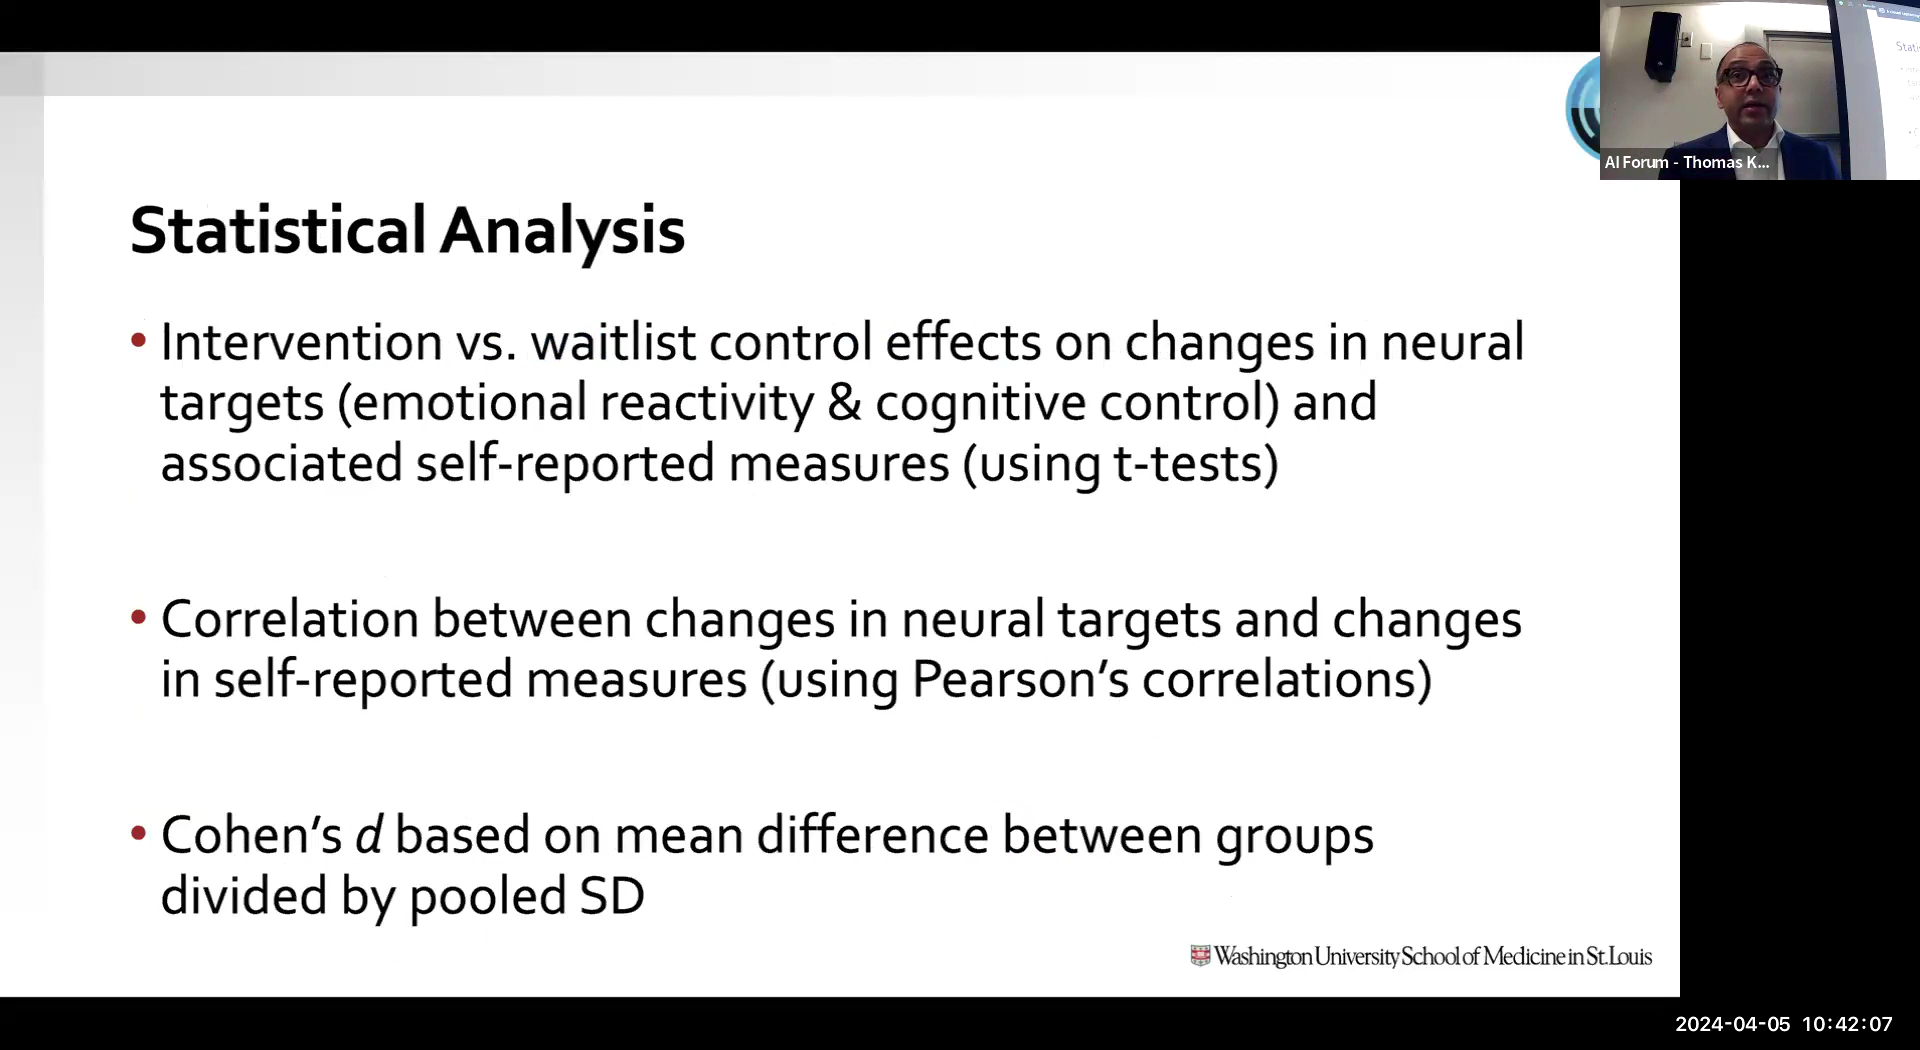 AI Forum - Thomas K...
Statistical Analysis
• Intervention vs. waitlist control effects on changes in neural
targets (emotional reactivity & cognitive control) and
associated self-reported measures (using t-tests)
• Correlation between changes in neural targets and changes
in self-reported measures (using Pearson’s correlations)
• Cohen’s d based on mean difference between groups
divided by pooled SD
Washington University School of Medicine in St. Louis
2024-04-05 10:42:07